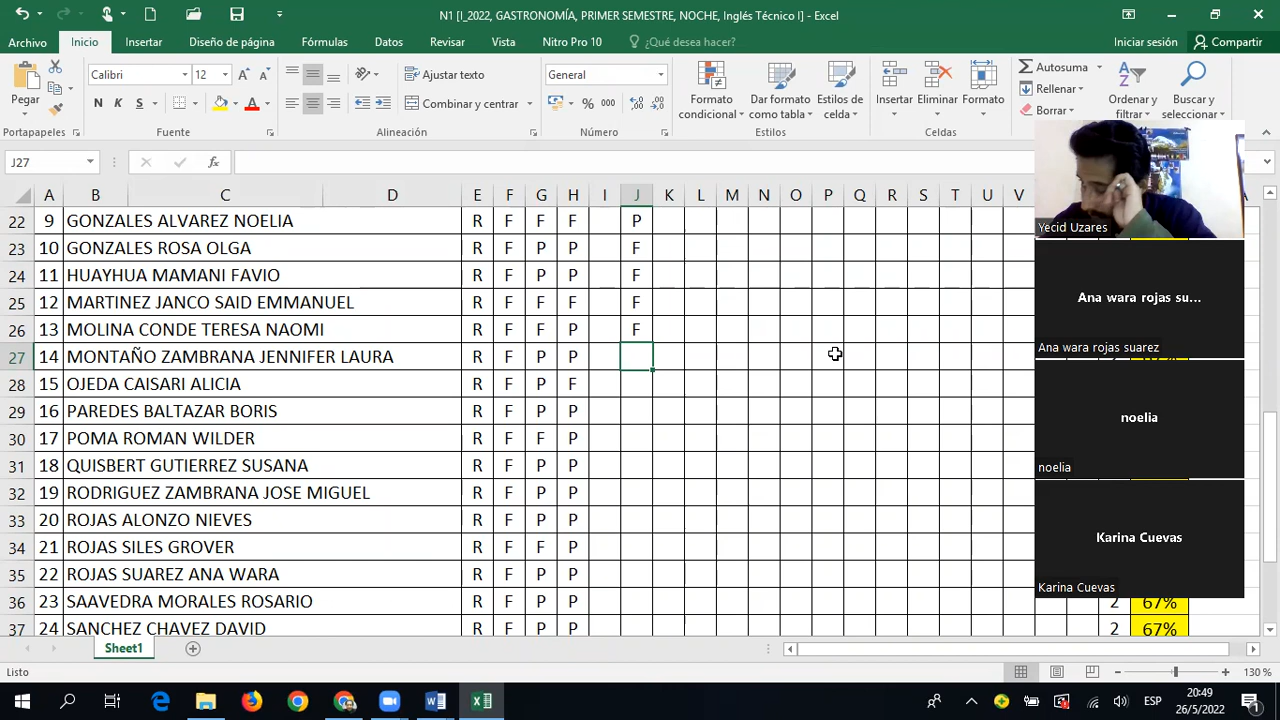 N1 [I_2022, GASTRONOMÍA, PRIMER SEMESTRE, NOCHE, Inglés Técnico I] - Excel
Archivo Inicio Insertar Diseño de página Fórmulas Datos Revisar Vista Nitro Pro 10 ¿Qué desea hacer? Iniciar sesión Compartir
Pegar
Calibri 12
N K S
Ajustar texto
Combinar y centrar
General
% 000
Formato condicional
Dar formato como tabla
Estilos de celda
Insertar Eliminar Formato
Autosuma
Rellenar
Borrar
Ordenar y filtrar
Buscar y seleccionar
Portapapeles Fuente Alineación Número Estilos Celdas
J27
A B C D E F G H I J K L M N O P Q R S T U V
22 9 GONZALES ALVAREZ NOELIA R F F F P
23 10 GONZALES ROSA OLGA R F P P F
24 11 HUAYHUA MAMANI FAVIO R F P P F
25 12 MARTINEZ JANCO SAID EMMANUEL R F F F F
26 13 MOLINA CONDE TERESA NAOMI R F F P F
27 14 MONTAÑO ZAMBRANA JENNIFER LAURA R F P P
28 15 OJEDA CAISARI ALICIA R F P F
29 16 PAREDES BALTAZAR BORIS R F P P
30 17 POMA ROMAN WILDER R F F P
31 18 QUISBERT GUTIERREZ SUSANA R F P P
32 19 RODRIGUEZ ZAMBRANA JOSE MIGUEL R F P P
33 20 ROJAS ALONZO NIEVES R F P P
34 21 ROJAS SILES GROVER R F F P
35 22 ROJAS SUAREZ ANA WARA R F P P
36 23 SAAVEDRA MORALES ROSARIO R F P P 2 67%
37 24 SANCHEZ CHAVEZ DAVID R F P P 2 67%
Yecid Uzares
Ana wara rojas su...
Ana wara rojas suarez
noelia
noelia
Karina Cuevas
Karina Cuevas
Sheet1
Listo 130 %
ESP 20:49
26/5/2022